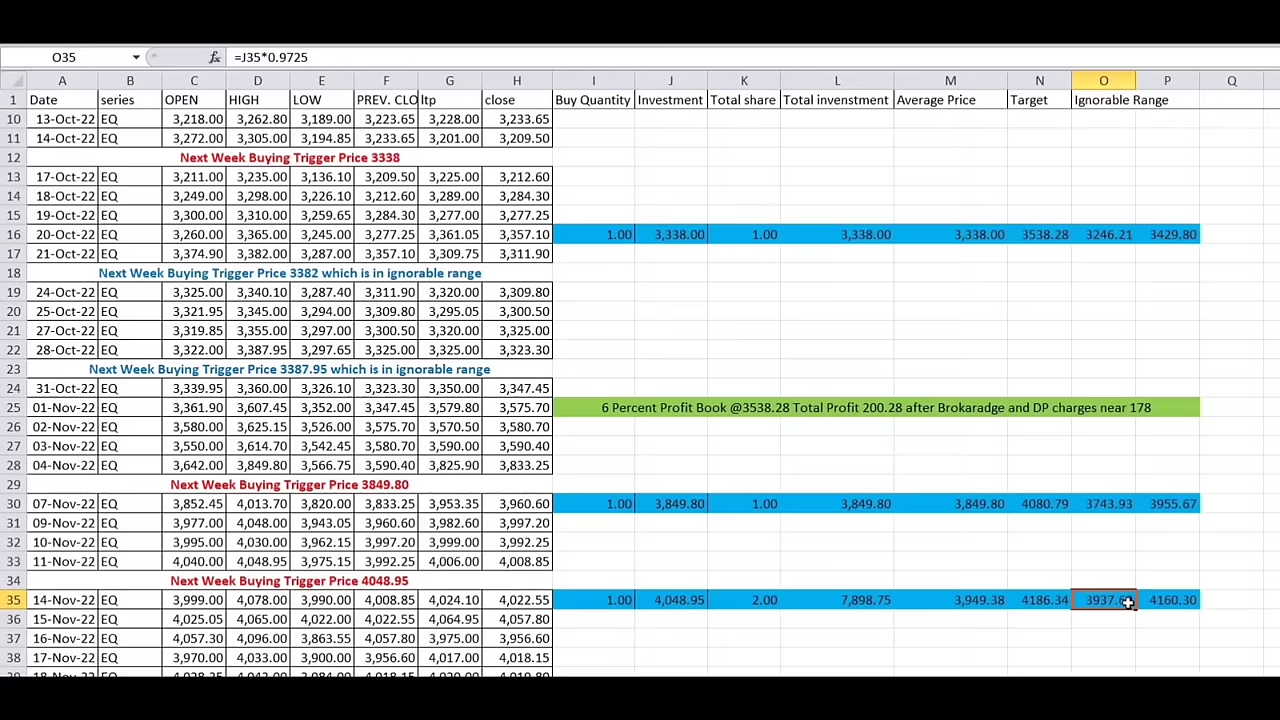 O35 fx =J35*0.9725
A B C D E F G H I J K L M N O P Q
1 Date series OPEN HIGH LOW PREV. CLO ltp close Buy Quantity Investment Total share Total invenstment Average Price Target Ignorable Range
10 13-Oct-22 EQ 3,218.00 3,262.80 3,189.00 3,223.65 3,228.00 3,233.65
11 14-Oct-22 EQ 3,272.00 3,305.00 3,194.85 3,233.65 3,201.00 3,209.50
12 Next Week Buying Trigger Price 3338
13 17-Oct-22 EQ 3,211.00 3,235.00 3,136.10 3,209.50 3,225.00 3,212.60
14 18-Oct-22 EQ 3,249.00 3,298.00 3,226.10 3,212.60 3,289.00 3,284.30
15 19-Oct-22 EQ 3,300.00 3,310.00 3,259.65 3,284.30 3,277.00 3,277.25
16 20-Oct-22 EQ 3,260.00 3,365.00 3,245.00 3,277.25 3,361.05 3,357.10 1.00 3,338.00 1.00 3,338.00 3,338.00 3538.28 3246.21 3429.80
17 21-Oct-22 EQ 3,374.90 3,382.00 3,287.00 3,357.10 3,309.75 3,311.90
18 Next Week Buying Trigger Price 3382 which is in ignorable range
19 24-Oct-22 EQ 3,325.00 3,340.10 3,287.40 3,311.90 3,320.00 3,309.80
20 25-Oct-22 EQ 3,321.95 3,345.00 3,294.00 3,309.80 3,295.05 3,300.50
21 27-Oct-22 EQ 3,319.85 3,355.00 3,297.00 3,300.50 3,320.00 3,325.00
22 28-Oct-22 EQ 3,322.00 3,387.95 3,297.65 3,325.00 3,325.00 3,323.30
23 Next Week Buying Trigger Price 3387.95 which is in ignorable range
24 31-Oct-22 EQ 3,339.95 3,360.00 3,326.10 3,323.30 3,350.00 3,347.45
25 01-Nov-22 EQ 3,361.90 3,607.45 3,352.00 3,347.45 3,579.80 3,575.70 6 Percent Profit Book @3538.28 Total Profit 200.28 after Brokaradge and DP charges near 178
26 02-Nov-22 EQ 3,580.00 3,625.15 3,526.00 3,575.70 3,570.50 3,580.70
27 03-Nov-22 EQ 3,550.00 3,614.70 3,542.45 3,580.70 3,590.00 3,590.40
28 04-Nov-22 EQ 3,642.00 3,849.80 3,566.75 3,590.40 3,825.90 3,833.25
29 Next Week Buying Trigger Price 3849.80
30 07-Nov-22 EQ 3,852.45 4,013.70 3,820.00 3,833.25 3,953.35 3,960.60 1.00 3,849.80 1.00 3,849.80 3,849.80 4080.79 3743.93 3955.67
31 09-Nov-22 EQ 3,977.00 4,048.00 3,943.05 3,960.60 3,982.60 3,997.20
32 10-Nov-22 EQ 3,995.00 4,030.00 3,962.15 3,997.20 3,999.00 3,992.25
33 11-Nov-22 EQ 4,040.00 4,048.95 3,975.15 3,992.25 4,006.00 4,008.85
34 Next Week Buying Trigger Price 4048.95
35 14-Nov-22 EQ 3,999.00 4,078.00 3,990.00 4,008.85 4,024.10 4,022.55 1.00 4,048.95 2.00 7,898.75 3,949.38 4186.34 4160.30
36 15-Nov-22 EQ 4,025.05 4,065.00 4,022.00 4,022.55 4,064.95 4,057.80
37 16-Nov-22 EQ 4,057.30 4,096.00 3,863.55 4,057.80 3,975.00 3,956.60
38 17-Nov-22 EQ 3,970.00 4,033.00 3,900.00 3,956.60 4,017.00 4,018.15